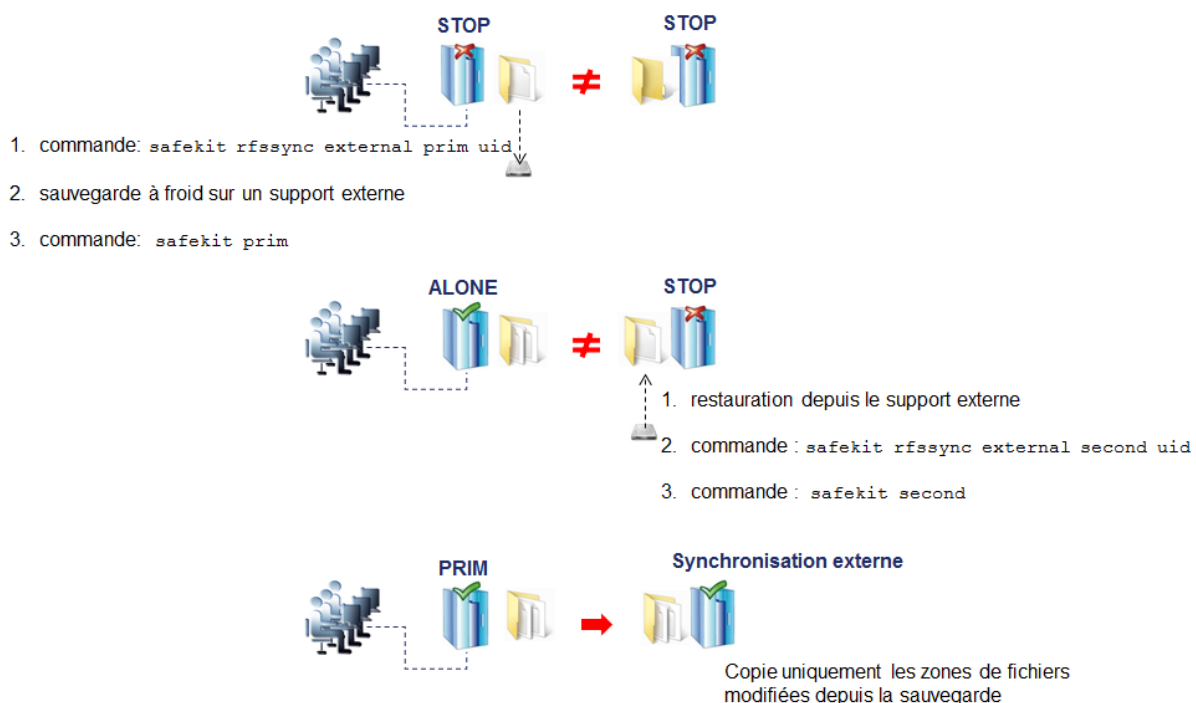 STOP
STOP
≠
1. commande: safekit rfssync external prim uid
2. sauvegarde à froid sur un support externe
3. commande: safekit prim
ALONE
STOP
≠
1. restauration depuis le support externe
2. commande : safekit rfssync external second uid
3. commande : safekit second
PRIM
Synchronisation externe
Copie uniquement les zones de fichiers
modifiées depuis la sauvegarde